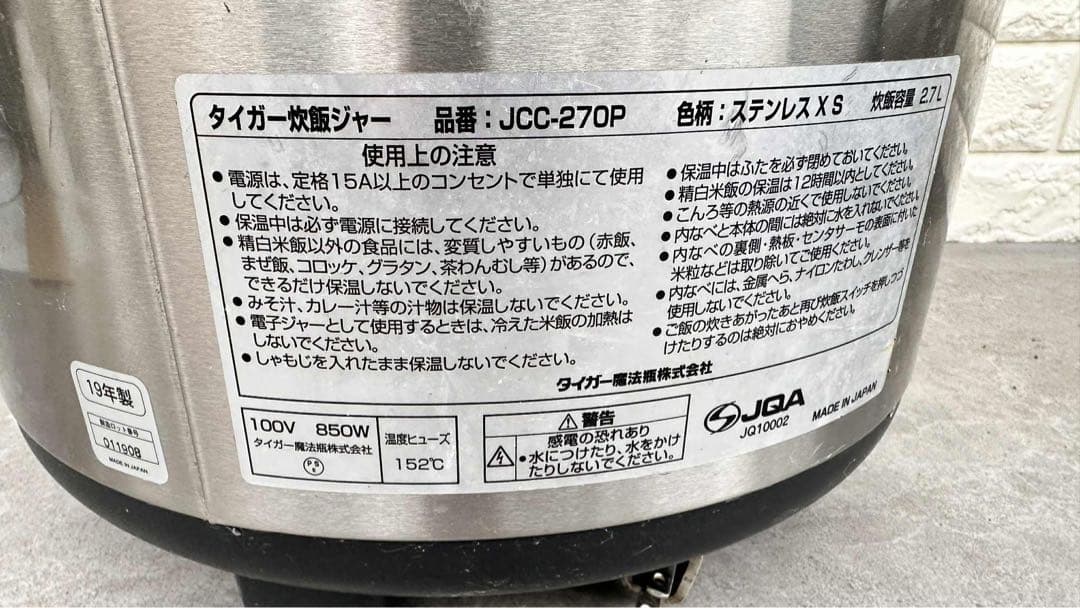 タイガー炊飯ジャー 品番：JCC-270P 色柄：ステンレスＸＳ 炊飯容量 2.7L
使用上の注意
●電源は、定格15A以上のコンセントで単独にて使用
してください。
●保温中は必ず電源に接続してください。
●精白米飯以外の食品には、変質しやすいもの（赤飯、
まぜ飯、コロッケ、グラタン、茶わんむし等）があるので、
できるだけ保温しないでください。
●みそ汁、カレー汁等の汁物は保温しないでください。
●電子ジャーとして使用するときは、冷えた米飯の加熱は
しないでください。
●しゃもじを入れたまま保温しないでください。
●保温中はふたを必ず閉めておいてください。
●精白米飯の保温は12時間以内としてください。
●こんろ等の熱源の近くで使用しないでください。
●内なべと本体の間には絶対に水を入れないでください。
●内なべの裏側・熱板・センタサーモの表面に付いた
米粒などは取り除いてご使用ください。
●内なべには、金属へら、ナイロンたわし、クレンザー等を
使用しないでください。
●ご飯の炊きあがったあと再び炊飯スイッチを押しつづ
けたりするのは絶対におやめください。
タイガー魔法瓶株式会社
100V 850W
タイガー魔法瓶株式会社
PS
E
温度ヒューズ
152℃
⚠警告
感電の恐れあり
●水につけたり、水をかけ
たりしないでください。
JQA
JQ10002
MADE IN JAPAN
19年製
製造ロット番号
Q1190B
MADE IN JAPAN